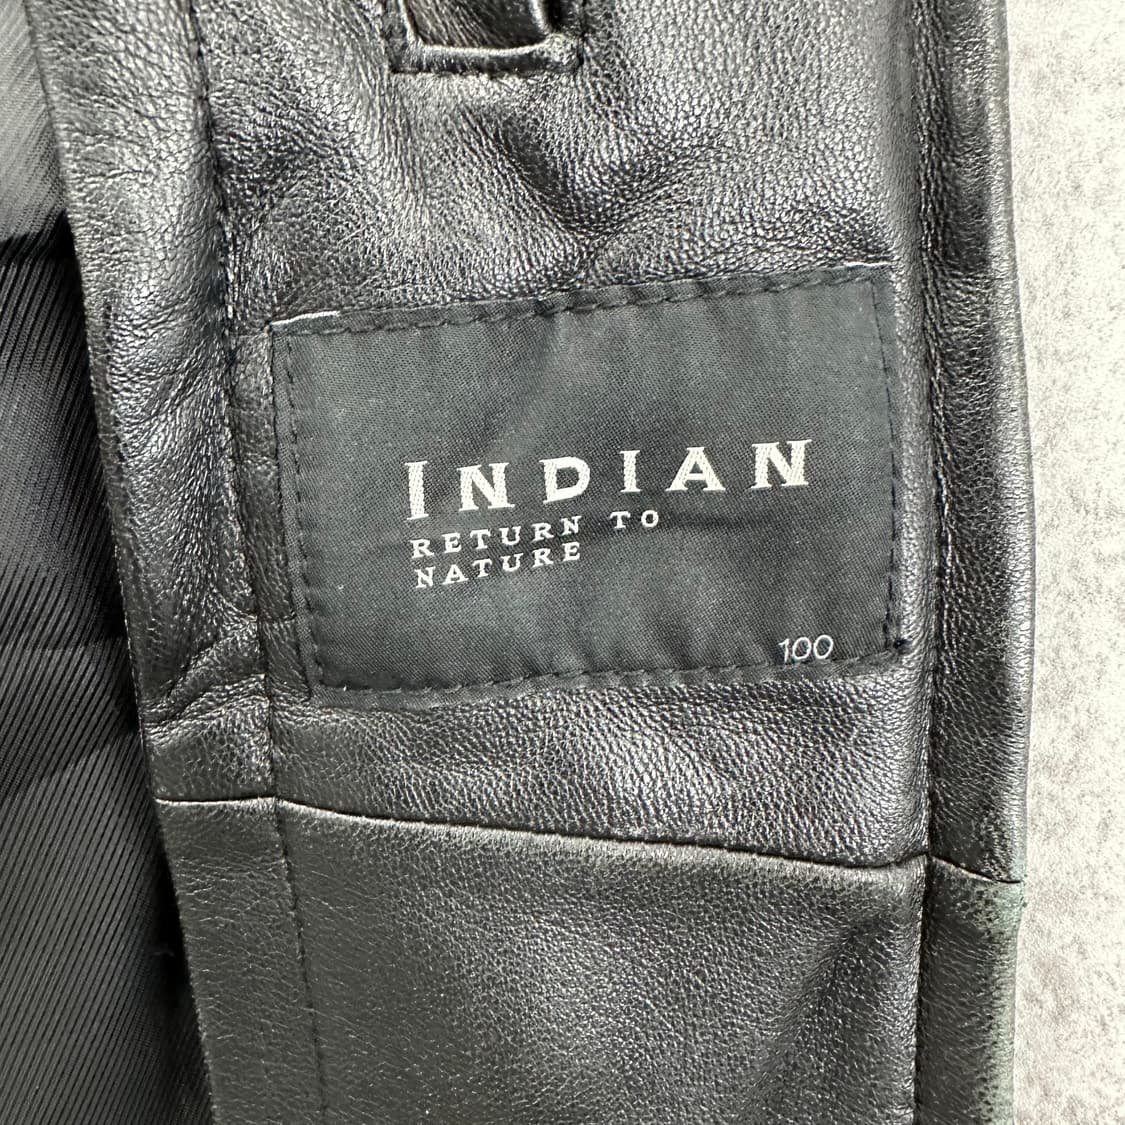 INDIAN
RETURN TO
NATURE
100